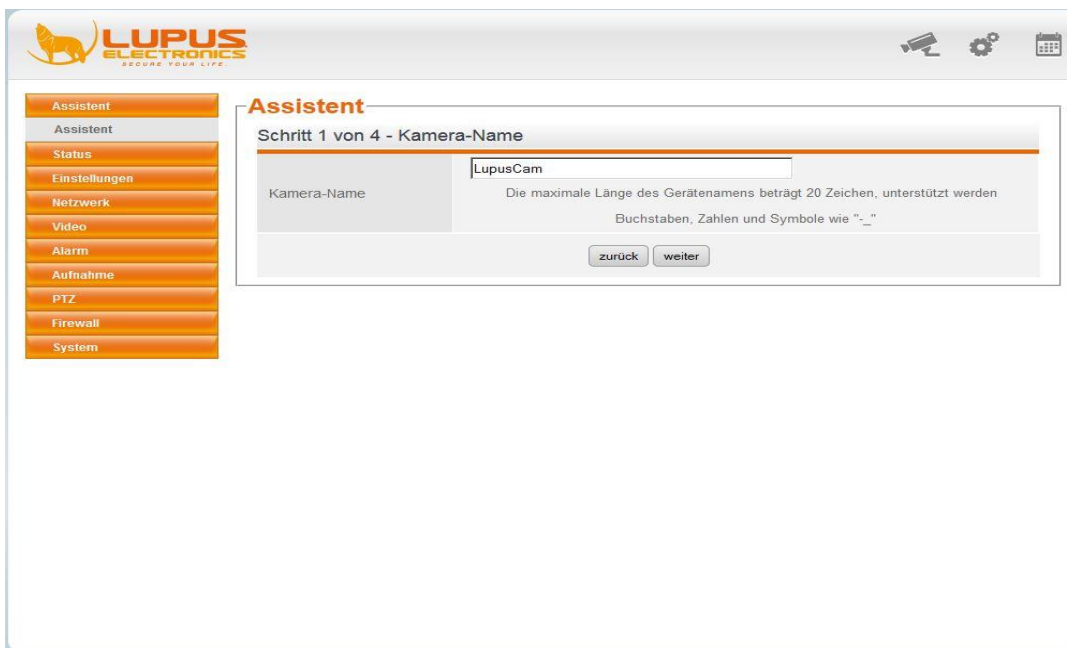 LUPUS
ELECTRONICS
SECURE YOUR LIFE.
Assistent
Assistent
Status
Einstellungen
Netzwerk
Video
Alarm
Aufnahme
PTZ
Firewall
System
Assistent
Schritt 1 von 4 - Kamera-Name
Kamera-Name
LupusCam
Die maximale Länge des Gerätenamens beträgt 20 Zeichen, unterstützt werden
Buchstaben, Zahlen und Symbole wie "-_"
zurück weiter